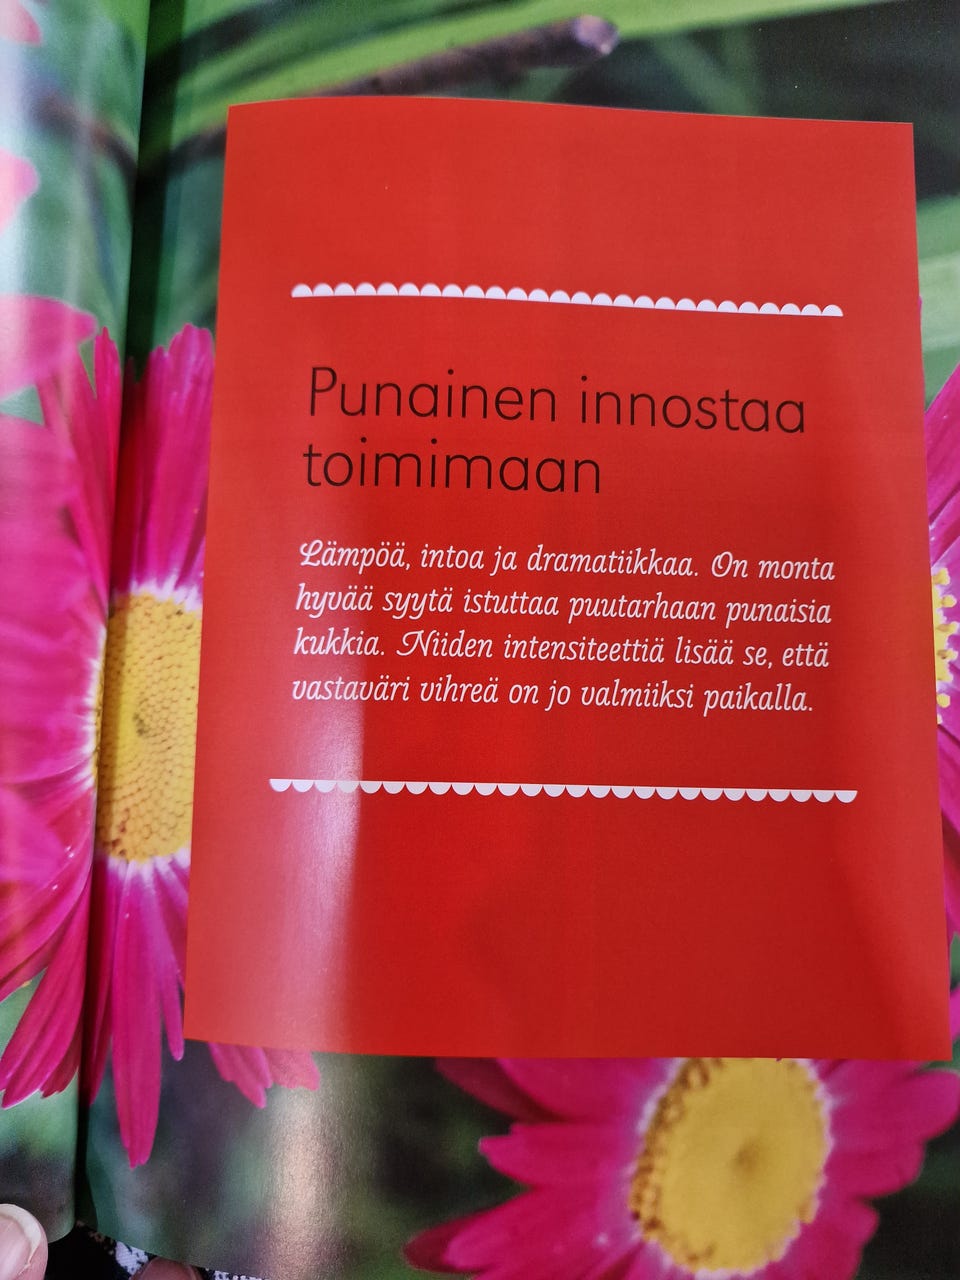 Punainen innostaa
toimimaan
Lämpöä, intoa ja dramatiikkaa. On monta
hyvää syytä istuttaa puutarhaan punaisia
kukkia. Niiden intensiteettiä lisää se, että
vastaväri vihreä on jo valmiiksi paikalla.